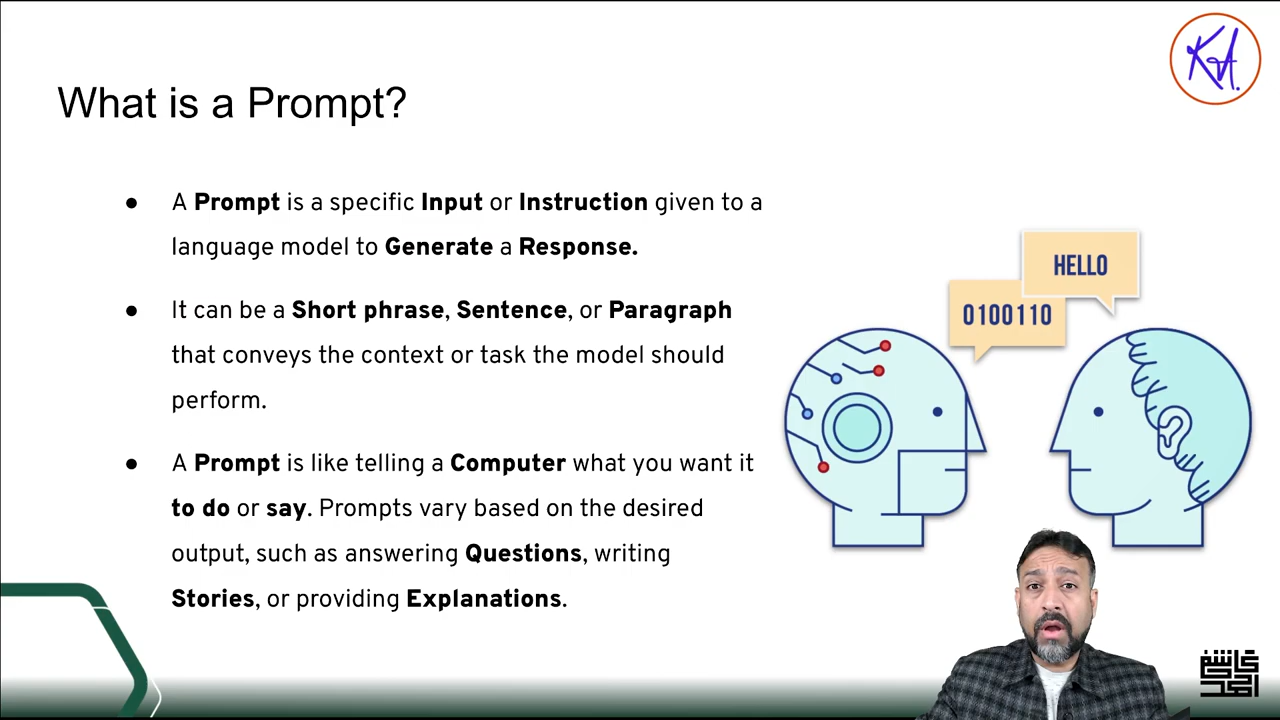 What is a Prompt?
● A Prompt is a specific Input or Instruction given to a
language model to Generate a Response.
● It can be a Short phrase, Sentence, or Paragraph
that conveys the context or task the model should
perform.
● A Prompt is like telling a Computer what you want it
to do or say. Prompts vary based on the desired
output, such as answering Questions, writing
Stories, or providing Explanations.
HELLO
0100110
KA.